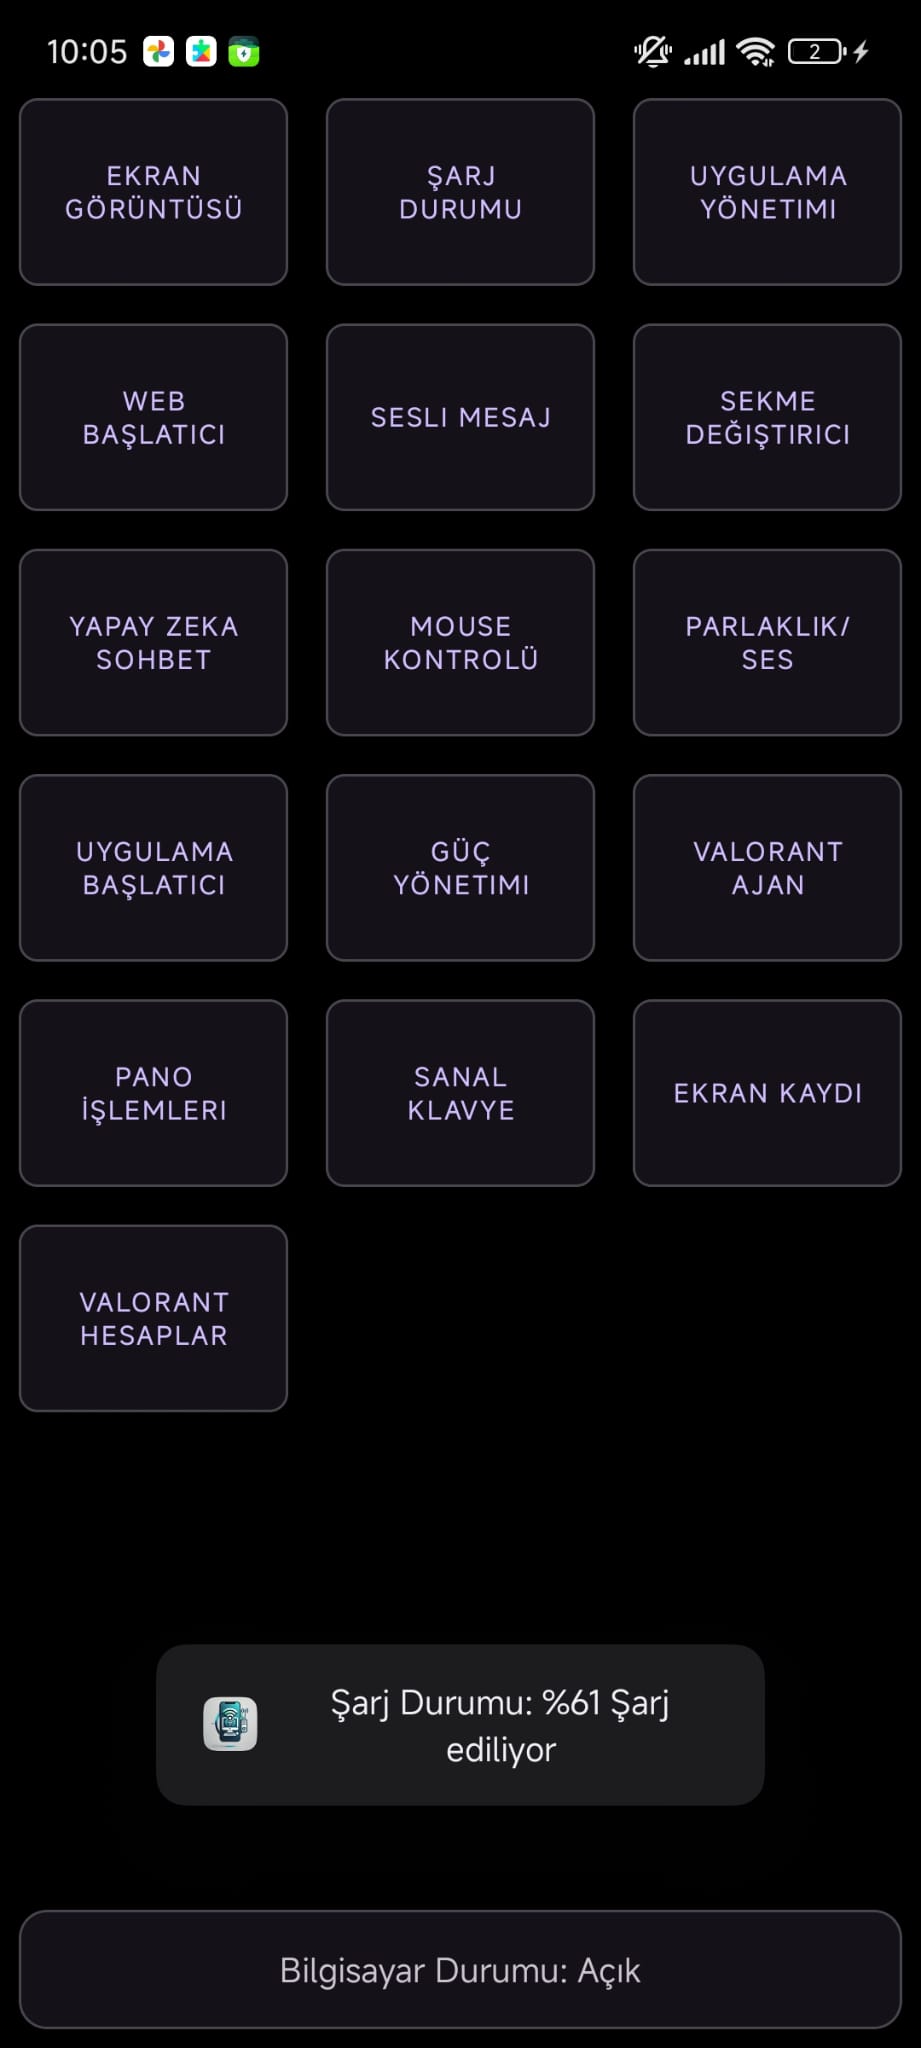 10:05
2
EKRAN
GÖRÜNTÜSÜ
ŞARJ
DURUMU
UYGULAMA
YÖNETIMI
WEB
BAŞLATICI
SESLI MESAJ
SEKME
DEĞIŞTIRICI
YAPAY ZEKA
SOHBET
MOUSE
KONTROLÜ
PARLAKLIK/
SES
UYGULAMA
BAŞLATICI
GÜÇ
YÖNETIMI
VALORANT
AJAN
PANO
İŞLEMLERI
SANAL
KLAVYE
EKRAN KAYDI
VALORANT
HESAPLAR
Şarj Durumu: %61 Şarj
ediliyor
Bilgisayar Durumu: Açık